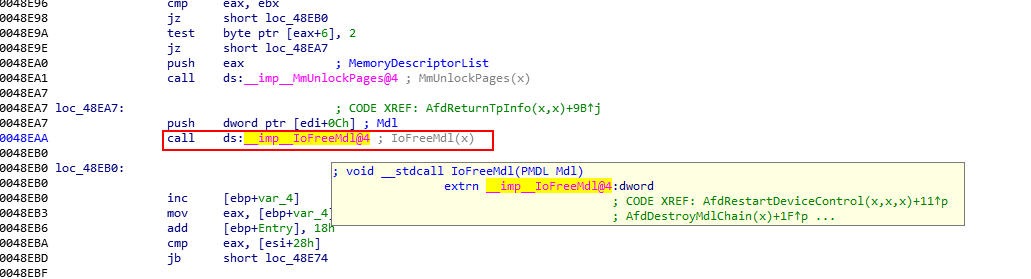 0048E96 cmp eax, ebx
0048E98 jz short loc_48EB0
0048E9A test byte ptr [eax+6], 2
0048E9E jz short loc_48EA7
0048EA0 push eax ; MemoryDescriptorList
0048EA1 call ds:__imp__MmUnlockPages@4 ; MmUnlockPages(x)
0048EA7
0048EA7 loc_48EA7: ; CODE XREF: AfdReturnTpInfo(x,x)+9B↑j
0048EA7 push dword ptr [edi+0Ch] ; Mdl
0048EAA call ds:__imp__IoFreeMdl@4 ; IoFreeMdl(x)
0048EB0
0048EB0 loc_48EB0:
0048EB0
0048EB0 inc [ebp+var_4]
0048EB3 mov eax, [ebp+var_4]
0048EB6 add [ebp+Entry], 18h
0048EBA cmp eax, [esi+28h]
0048EBD jb short loc_48E74
0048EBF
; void __stdcall IoFreeMdl(PMDL Mdl)
extrn __imp__IoFreeMdl@4:dword
; CODE XREF: AfdRestartDeviceControl(x,x,x)+11↑p
; AfdDestroyMdlChain(x)+1F↑p ...